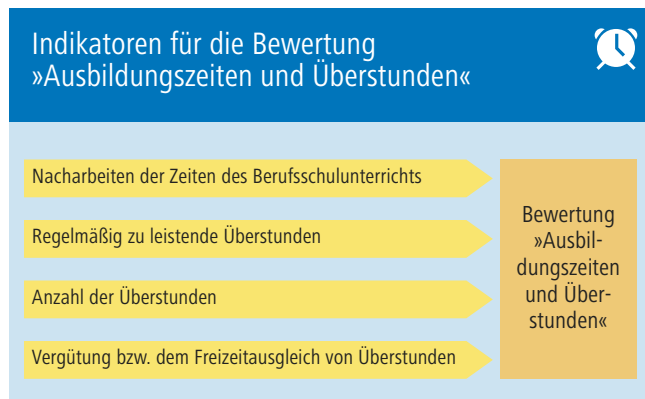 Indikatoren für die Bewertung
»Ausbildungszeiten und Überstunden«
Nacharbeiten der Zeiten des Berufsschulunterrichts
Regelmäßig zu leistende Überstunden
Anzahl der Überstunden
Vergütung bzw. dem Freizeitausgleich von Überstunden
Bewertung
»Ausbil-
dungszeiten
und Über-
stunden«